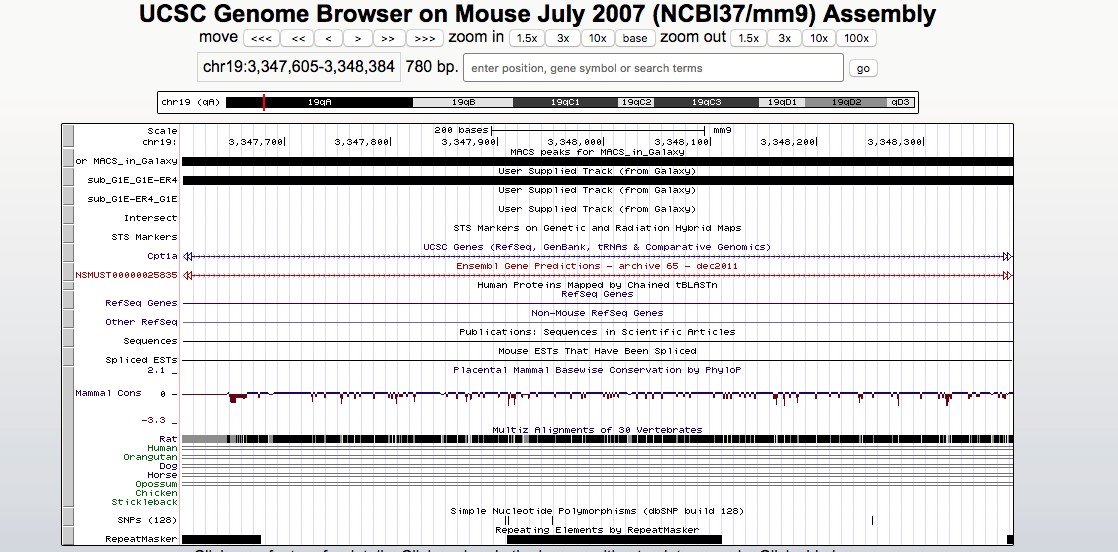 UCSC Genome Browser on Mouse July 2007 (NCBI37/mm9) Assembly
move <<< << < > >> >>> zoom in 1.5x 3x 10x base zoom out 1.5x 3x 10x 100x
chr19:3,347,605-3,348,384 780 bp. enter position, gene symbol or search terms go
chr19 (qA) 19qA 19qB 19qC1 19qC2 19qC3 19qD1 19qD2 qD3
Scale 200 bases mm9
chr19: 3,347,700 3,347,800 3,347,900 3,348,000 3,348,100 3,348,200 3,348,300
MACS peaks for MACS_in_Galaxy
or MACS_in_Galaxy
User Supplied Track (from Galaxy)
sub_G1E_G1E-ER4
User Supplied Track (from Galaxy)
sub_G1E-ER4_G1E
User Supplied Track (from Galaxy)
Intersect
STS Markers on Genetic and Radiation Hybrid Maps
STS Markers
UCSC Genes (RefSeq, GenBank, tRNAs & Comparative Genomics)
Cpt1a
Ensembl Gene Predictions - archive 65 - dec2011
NSMUST00000025835
Human Proteins Mapped by Chained tBLASTn
RefSeq Genes
RefSeq Genes
Non-Mouse RefSeq Genes
Other RefSeq
Publications: Sequences in Scientific Articles
Sequences
Mouse ESTs That Have Been Spliced
Spliced ESTs
Placental Mammal Basewise Conservation by PhyloP
2.1 _
Mammal Cons 0 -
-3.3 _
Multiz Alignments of 30 Vertebrates
Rat
Human
Orangutan
Dog
Horse
Opossum
Chicken
Stickleback
Simple Nucleotide Polymorphisms (dbSNP build 128)
SNPs (128)
Repeating Elements by RepeatMasker
RepeatMasker